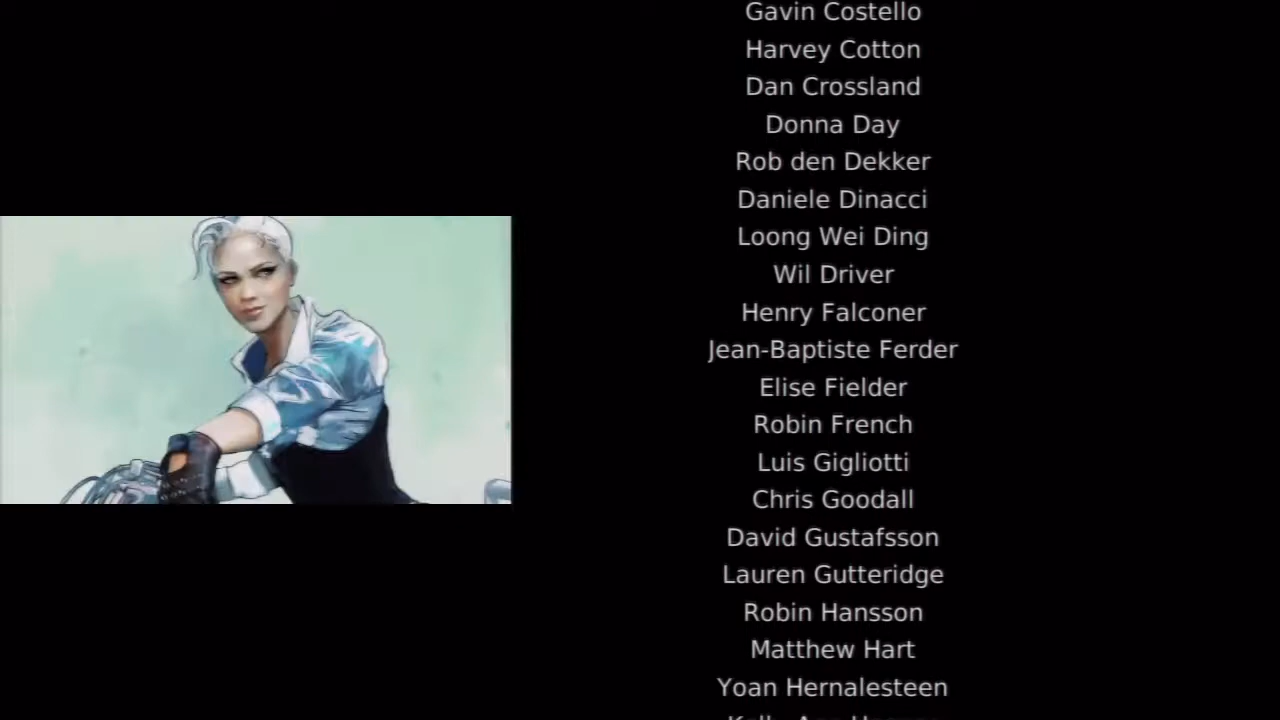 Gavin Costello
Harvey Cotton
Dan Crossland
Donna Day
Rob den Dekker
Daniele Dinacci
Loong Wei Ding
Wil Driver
Henry Falconer
Jean-Baptiste Ferder
Elise Fielder
Robin French
Luis Gigliotti
Chris Goodall
David Gustafsson
Lauren Gutteridge
Robin Hansson
Matthew Hart
Yoan Hernalesteen